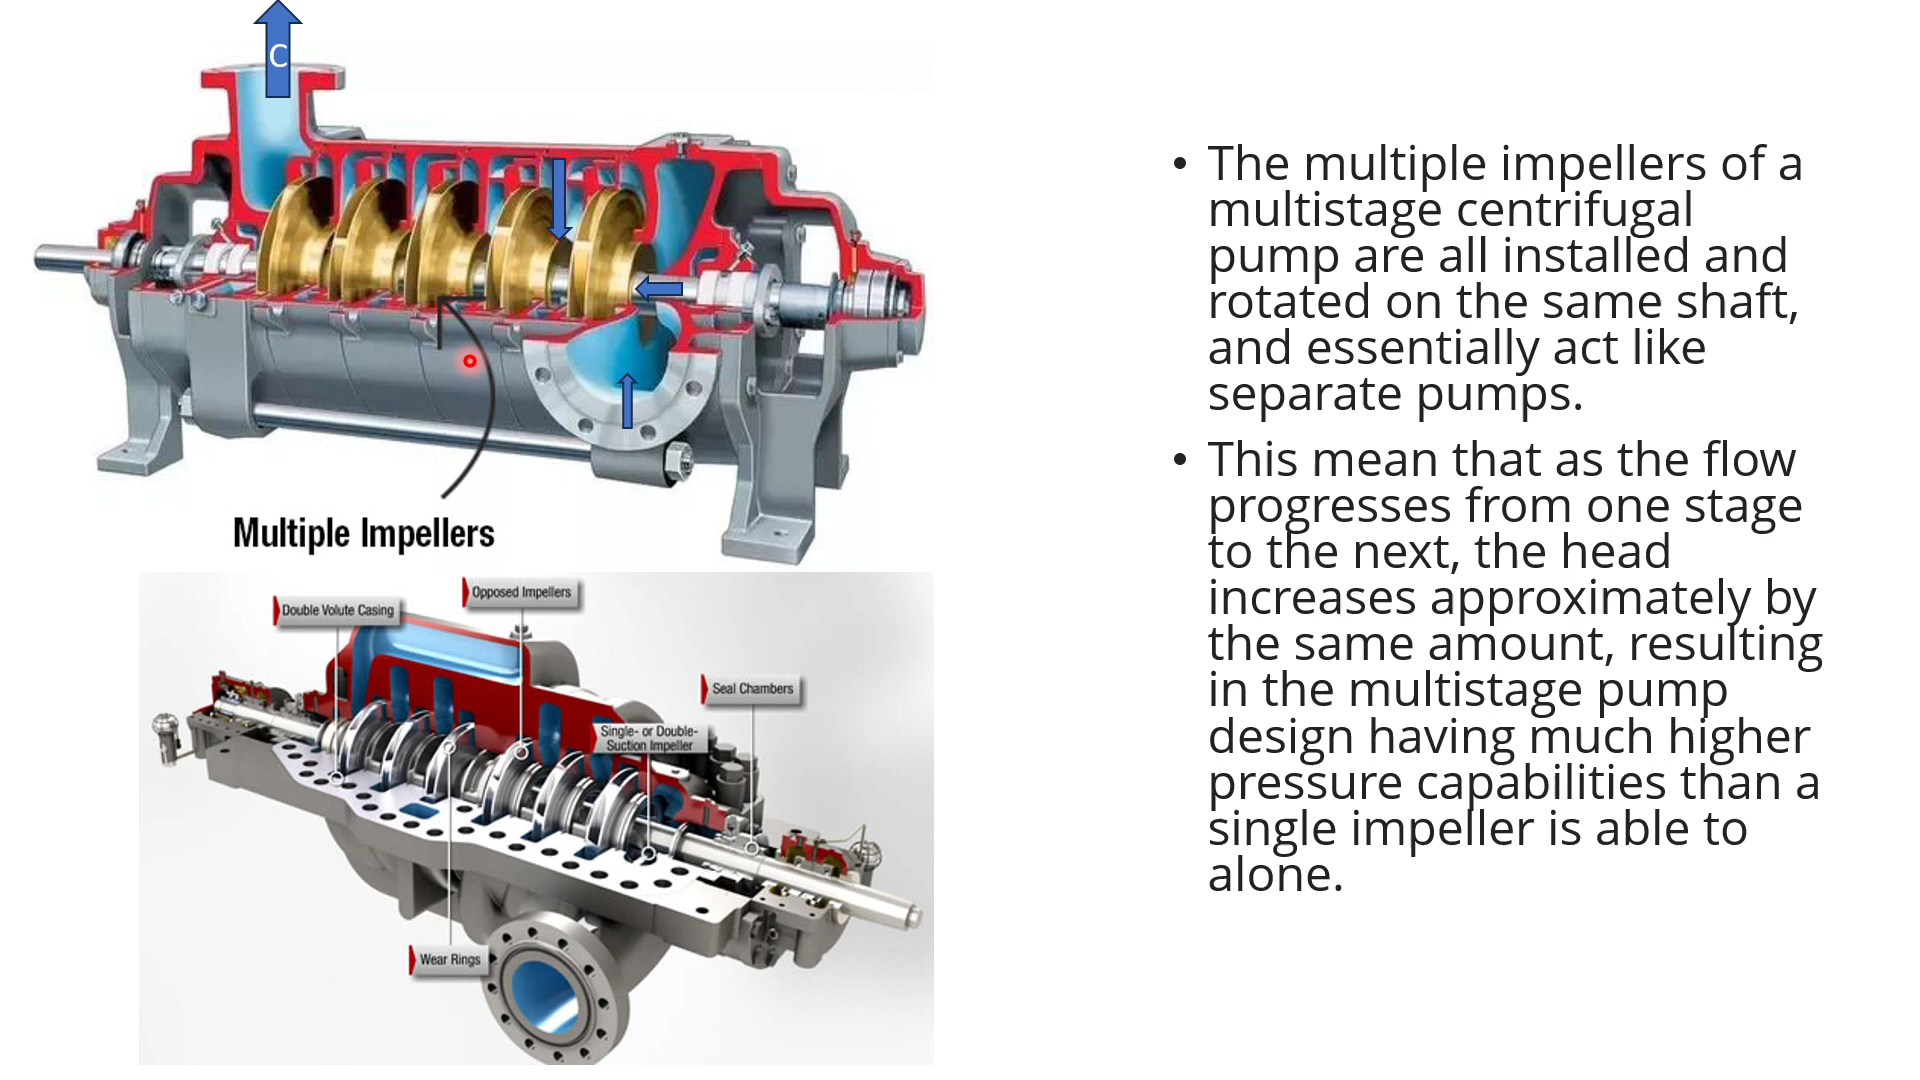 C
Multiple Impellers
Opposed Impellers
Double Volute Casing
Seal Chambers
Single- or Double-
Suction Impeller
Wear Rings
• The multiple impellers of a
multistage centrifugal
pump are all installed and
rotated on the same shaft,
and essentially act like
separate pumps.
• This mean that as the flow
progresses from one stage
to the next, the head
increases approximately by
the same amount, resulting
in the multistage pump
design having much higher
pressure capabilities than a
single impeller is able to
alone.